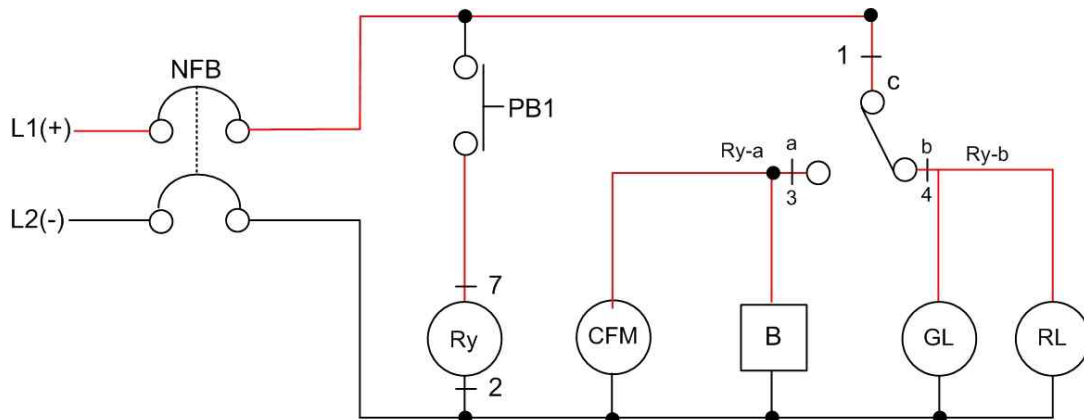 NFB
L1(+)
L2(-)
PB1
7
Ry
2
1
c
Ry-a
a
3
b
4
Ry-b
CFM
B
GL
RL